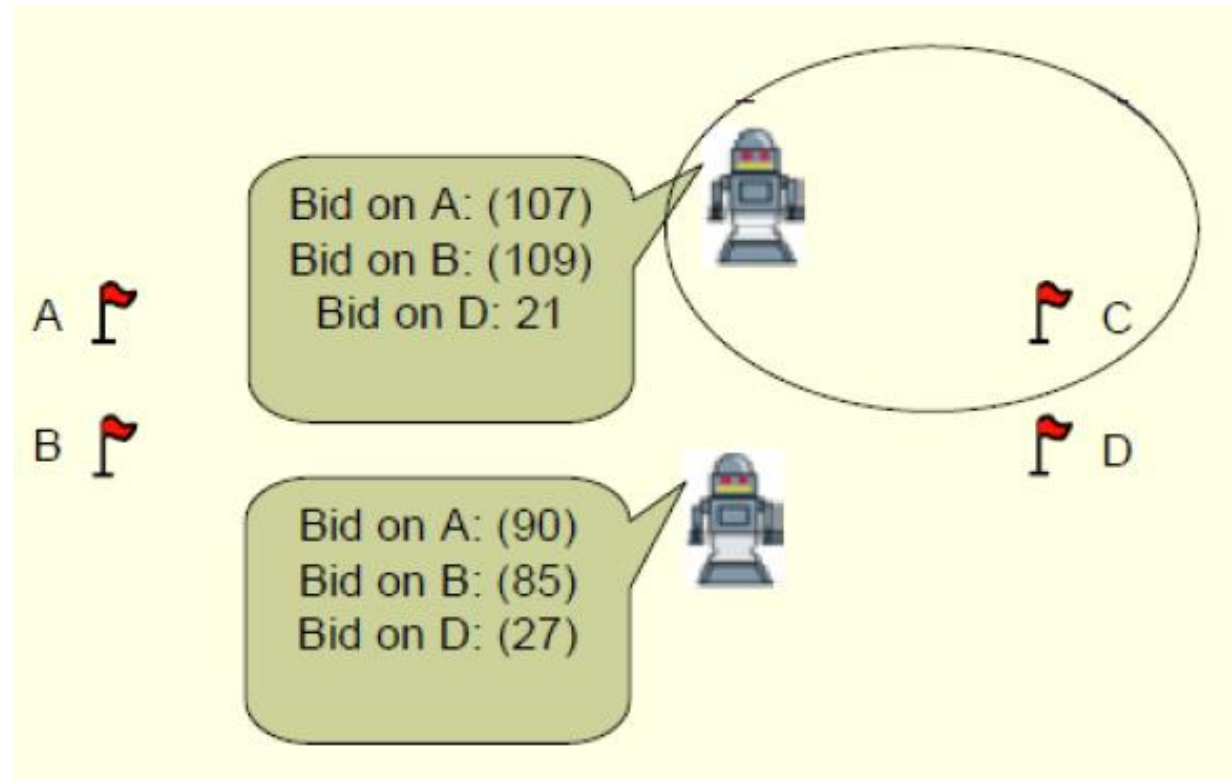 Bid on A: (107)
Bid on B: (109)
Bid on D: 21
A
C
B
D
Bid on A: (90)
Bid on B: (85)
Bid on D: (27)